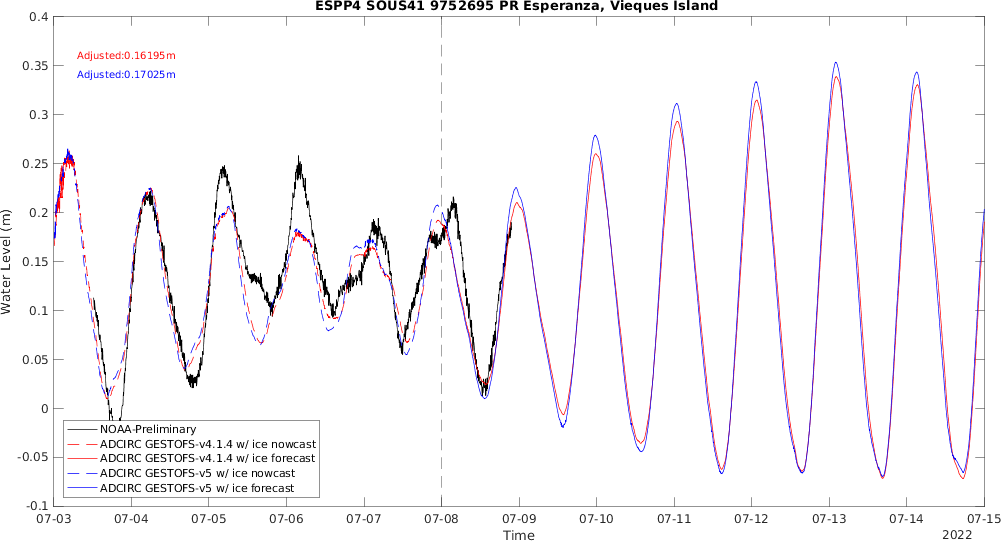 ESPP4 SOUS41 9752695 PR Esperanza, Vieques Island
0.4
0.35
0.3
0.25
0.2
0.15
0.1
0.05
0
-0.05
-0.1
Water Level (m)
Adjusted:0.16195m
Adjusted:0.17025m
NOAA-Preliminary
ADCIRC GESTOFS-v4.1.4 w/ ice nowcast
ADCIRC GESTOFS-v4.1.4 w/ ice forecast
ADCIRC GESTOFS-v5 w/ ice nowcast
ADCIRC GESTOFS-v5 w/ ice forecast
07-03 07-04 07-05 07-06 07-07 07-08 07-09 07-10 07-11 07-12 07-13 07-14 07-15
Time
2022